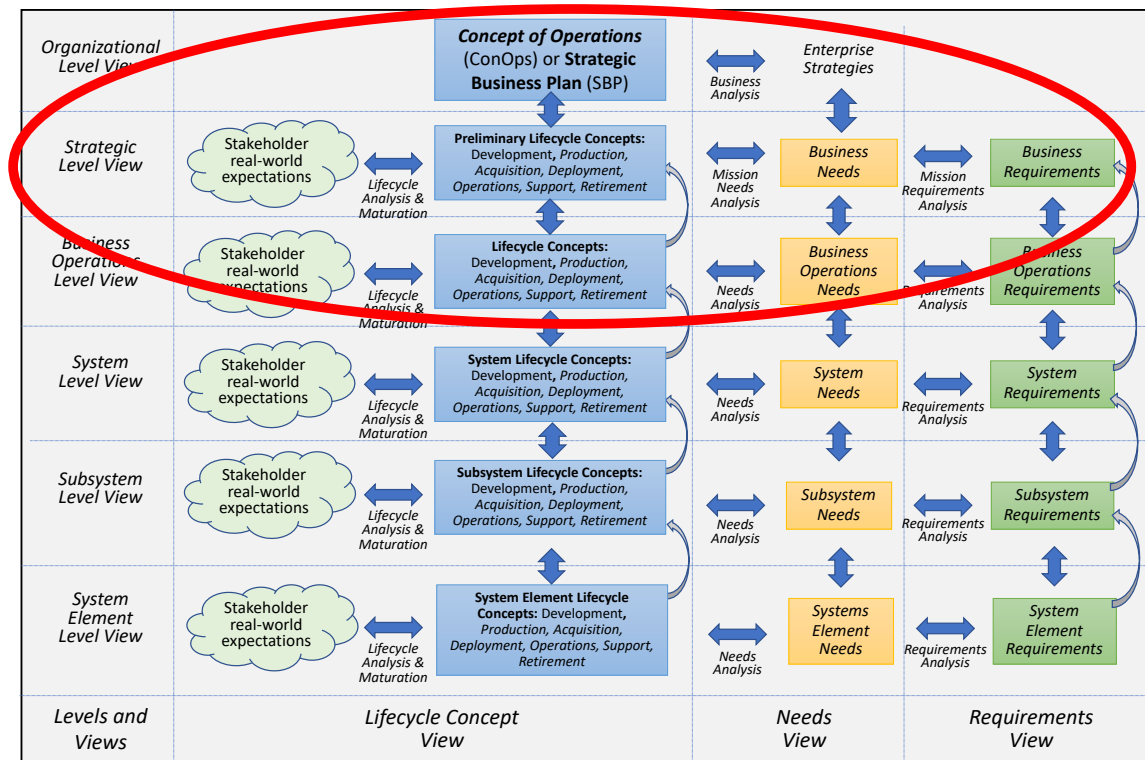 Organizational
Level View
Concept of Operations
(ConOps) or Strategic
Business Plan (SBP)
Business
Analysis
Enterprise
Strategies
Strategic
Level View
Stakeholder
real-world
expectations
Lifecycle
Analysis &
Maturation
Preliminary Lifecycle Concepts:
Development, Production,
Acquisition, Deployment,
Operations, Support, Retirement
Mission
Needs
Analysis
Business
Needs
Mission
Requirements
Analysis
Business
Requirements
Business
Operations
Level View
Stakeholder
real-world
expectations
Lifecycle
Analysis &
Maturation
Lifecycle Concepts:
Development, Production,
Acquisition, Deployment,
Operations, Support, Retirement
Needs
Analysis
Business
Operations
Needs
Requirements
Analysis
Business
Operations
Requirements
System
Level View
Stakeholder
real-world
expectations
Lifecycle
Analysis &
Maturation
System Lifecycle Concepts:
Development, Production,
Acquisition, Deployment,
Operations, Support, Retirement
Needs
Analysis
System
Needs
Requirements
Analysis
System
Requirements
Subsystem
Level View
Stakeholder
real-world
expectations
Lifecycle
Analysis &
Maturation
Subsystem Lifecycle Concepts:
Development, Production,
Acquisition, Deployment,
Operations, Support, Retirement
Needs
Analysis
Subsystem
Needs
Requirements
Analysis
Subsystem
Requirements
System
Element
Level View
Stakeholder
real-world
expectations
Lifecycle
Analysis &
Maturation
System Element Lifecycle
Concepts: Development,
Production, Acquisition,
Deployment, Operations, Support,
Retirement
Needs
Analysis
Systems
Element
Needs
Requirements
Analysis
System
Element
Requirements
Levels and
Views
Lifecycle Concept
View
Needs
View
Requirements
View